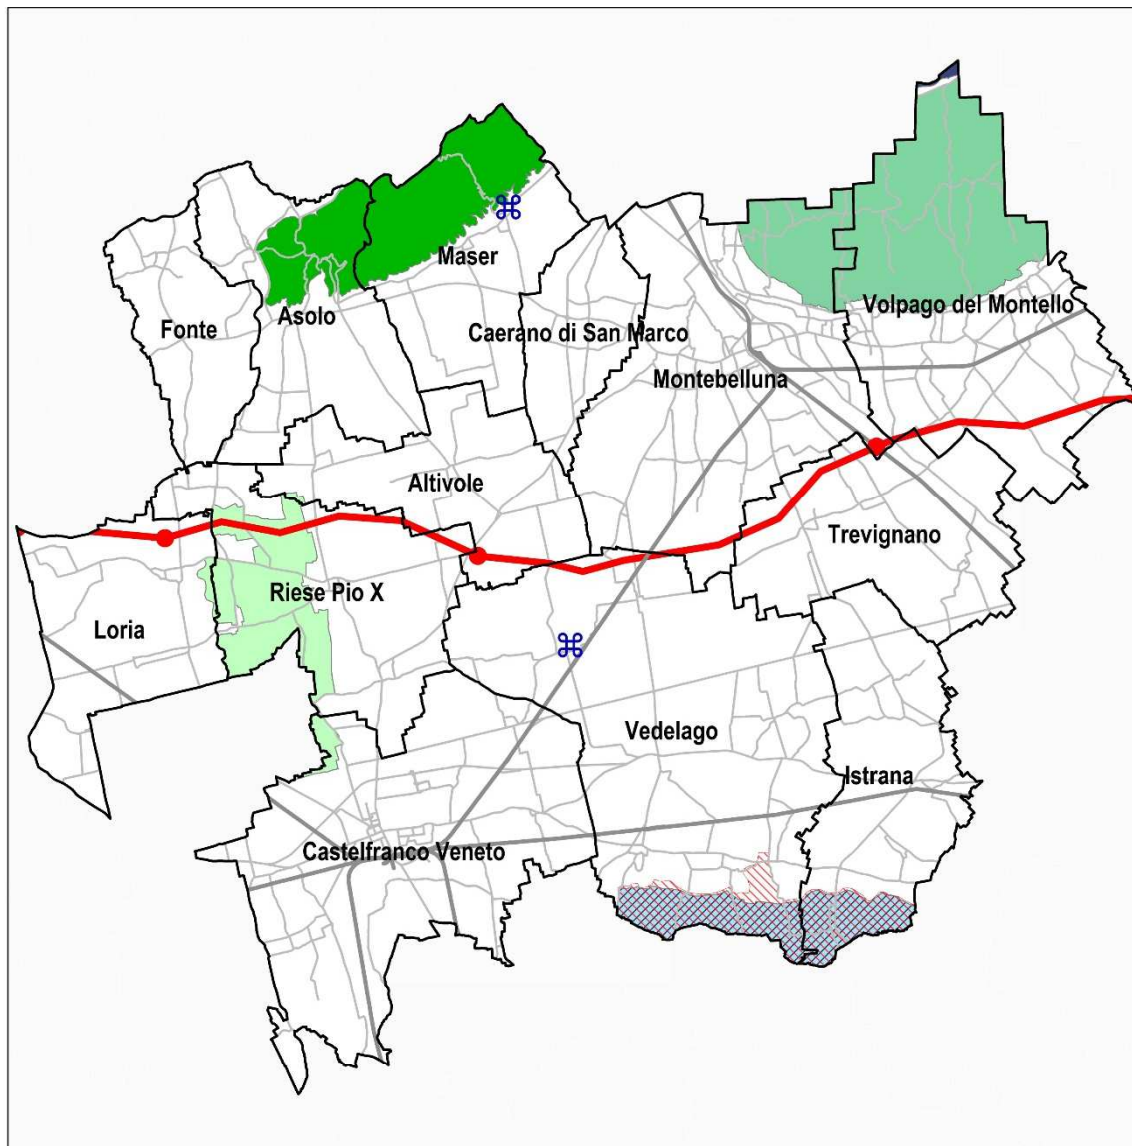 Maser
Volpago del Montello
Asolo
Fonte
Caerano di San Marco
Montebelluna
Altivole
Trevignano
Riese Pio X
Loria
Vedelago
Istrana
Castelfranco Veneto